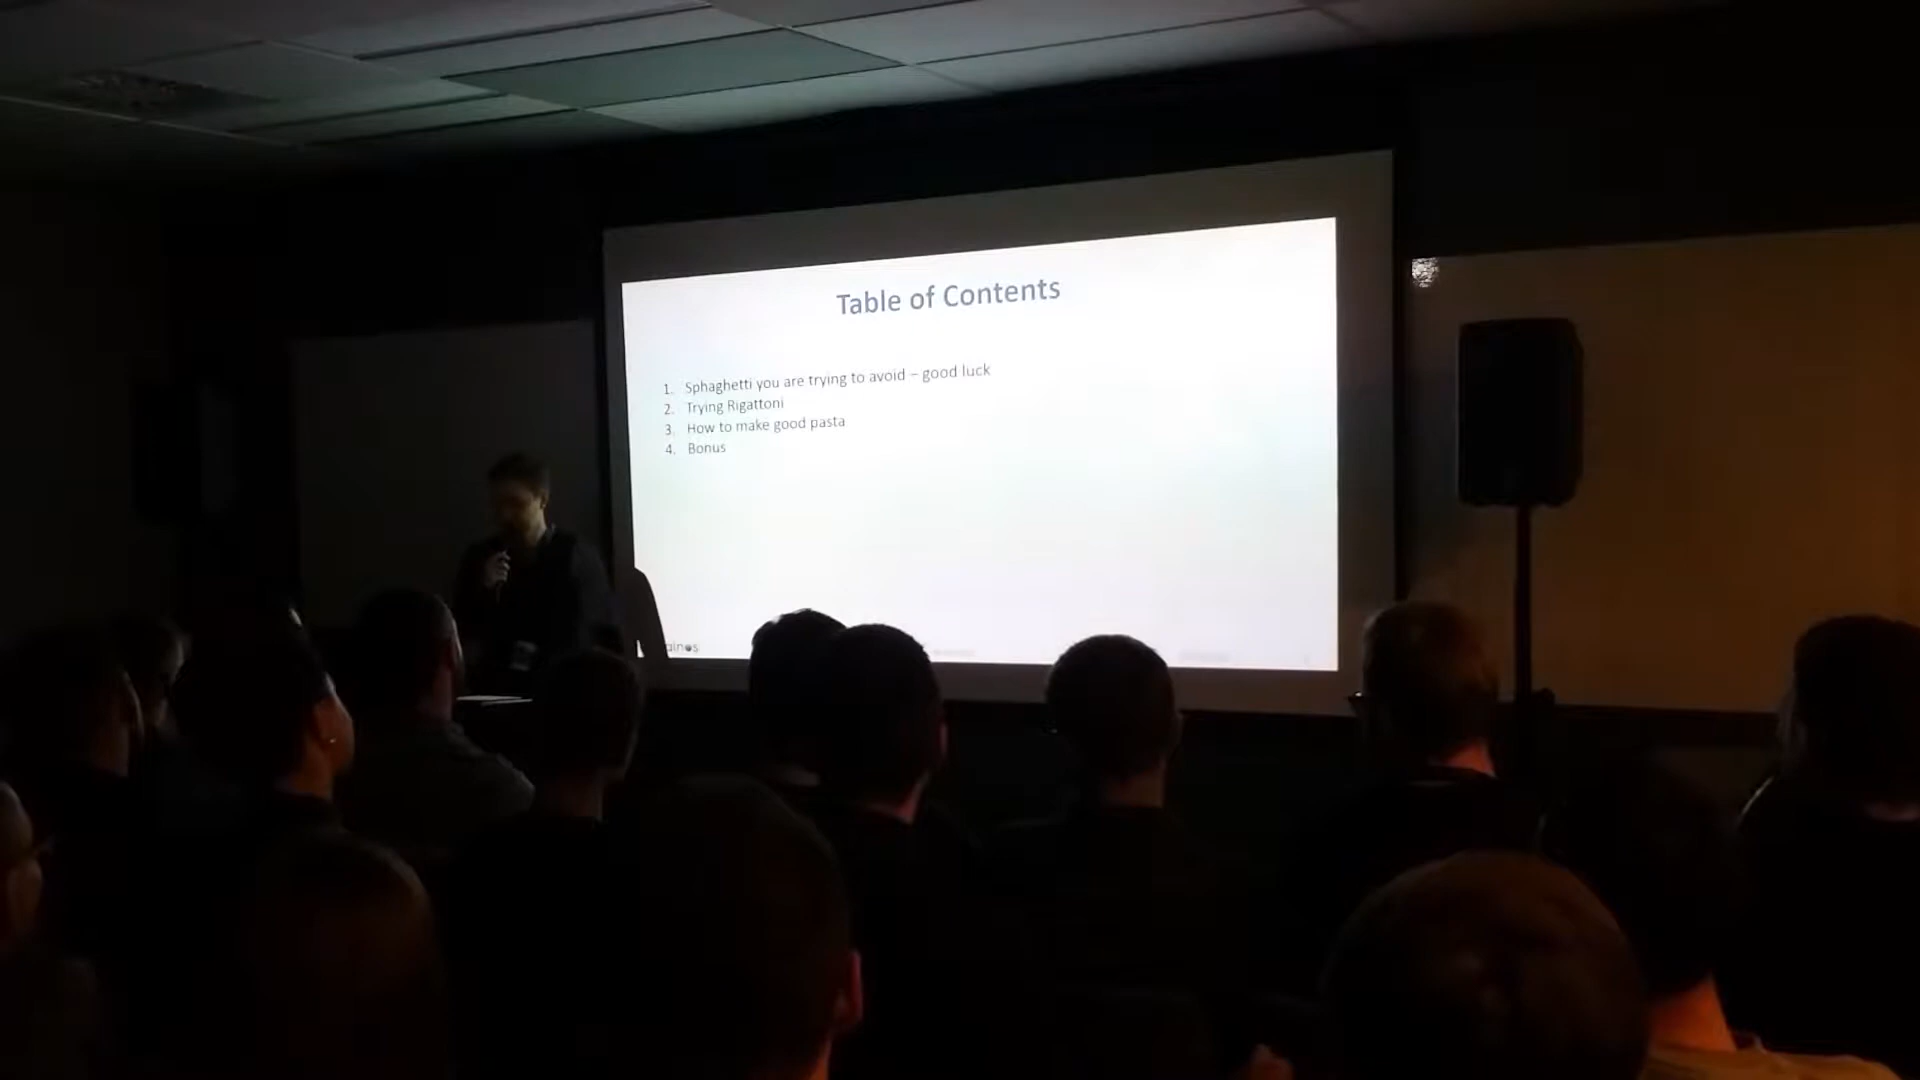 Table of Contents
1. Sphaghetti you are trying to avoid – good luck
2. Trying Rigattoni
3. How to make good pasta
4. Bonus
ainos